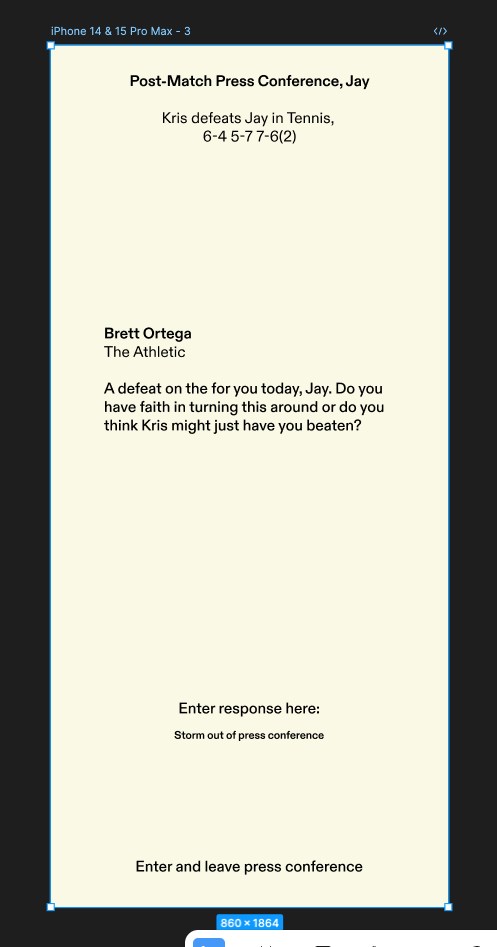 iPhone 14 & 15 Pro Max - 3
Post-Match Press Conference, Jay
Kris defeats Jay in Tennis,
6-4 5-7 7-6(2)
Brett Ortega
The Athletic
A defeat on the for you today, Jay. Do you
have faith in turning this around or do you
think Kris might just have you beaten?
Enter response here:
Storm out of press conference
Enter and leave press conference
860 × 1864